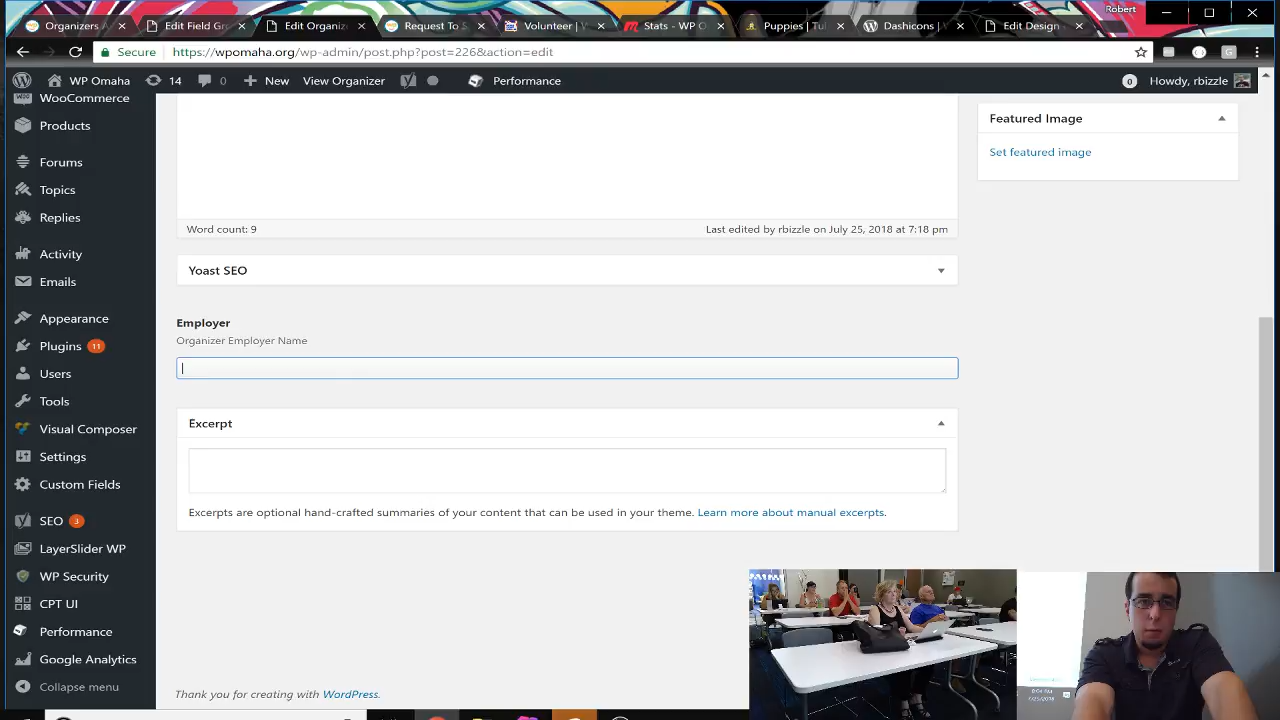 Robert
Organizers A
Edit Field Gr
Edit Organiz
Request To S
Volunteer | W
Stats - WP O
Puppies | Tul
Dashicons | V
Edit Design
Secure
https://wpomaha.org/wp-admin/post.php?post=226&action=edit
WP Omaha
14
0
New
View Organizer
Performance
0
Howdy, rbizzle
WooCommerce
Products
Forums
Topics
Replies
Activity
Emails
Appearance
Plugins 11
Users
Tools
Visual Composer
Settings
Custom Fields
SEO 3
LayerSlider WP
WP Security
CPT UI
Performance
Google Analytics
Collapse menu
Word count: 9
Last edited by rbizzle on July 25, 2018 at 7:18 pm
Yoast SEO
Employer
Organizer Employer Name
Excerpt
Excerpts are optional hand-crafted summaries of your content that can be used in your theme. Learn more about manual excerpts.
Thank you for creating with WordPress.
Featured Image
Set featured image